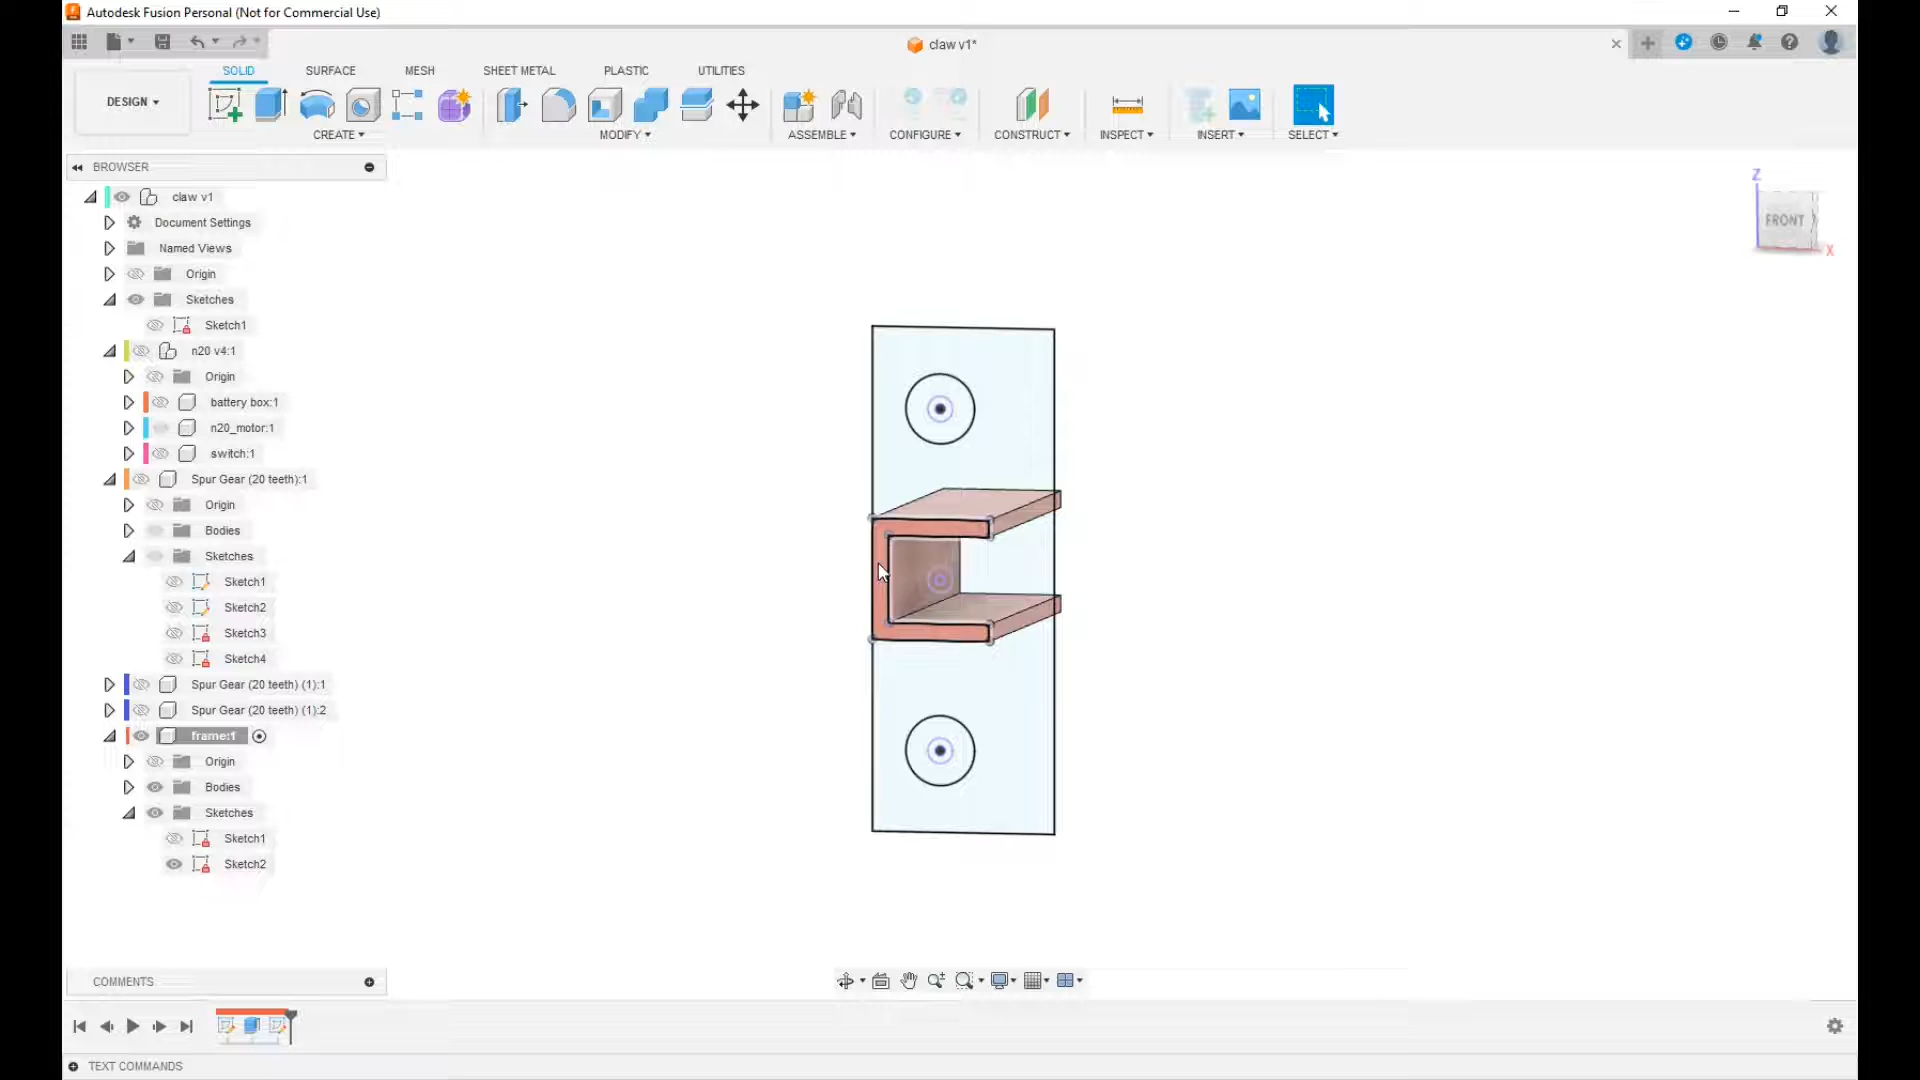 Autodesk Fusion Personal (Not for Commercial Use)
claw v1*
DESIGN
SOLID
SURFACE
MESH
SHEET METAL
PLASTIC
UTILITIES
CREATE
MODIFY
ASSEMBLE
CONFIGURE
CONSTRUCT
INSPECT
INSERT
SELECT
BROWSER
claw v1
Document Settings
Named Views
Origin
Sketches
Sketch1
n20 v4:1
Origin
battery box:1
n20_motor:1
switch:1
Spur Gear (20 teeth):1
Origin
Bodies
Sketches
Sketch1
Sketch2
Sketch3
Sketch4
Spur Gear (20 teeth) (1):1
Spur Gear (20 teeth) (1):2
frame:1
Origin
Bodies
Sketches
Sketch1
Sketch2
Z
FRONT
X
COMMENTS
TEXT COMMANDS